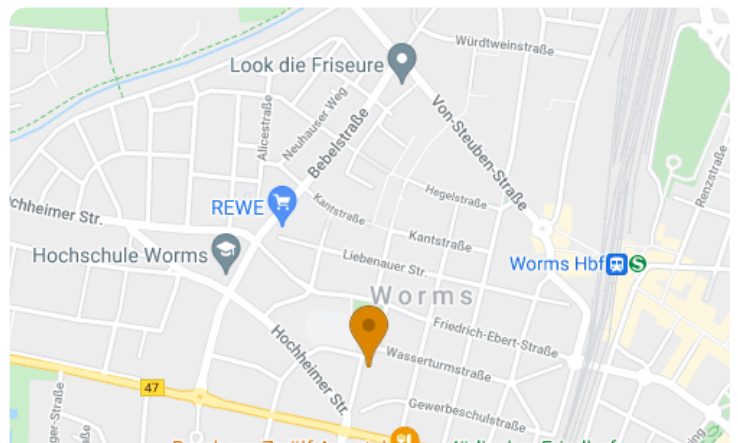 Würdtweinstraße
Look die Friseure
Von-Steuben-Straße
Neuhauser Weg
Alicestraße
Bebelstraße
Renzstraße
Hegelstraße
REWE
Kantstraße
Kantstraße
chheimer Str.
Hochschule Worms
Liebenauer Str.
Worms Hbf
S
Worms
Friedrich-Ebert-Straße
Hochheimer Str.
Wasserturmstraße
47
Gewerbeschulstraße